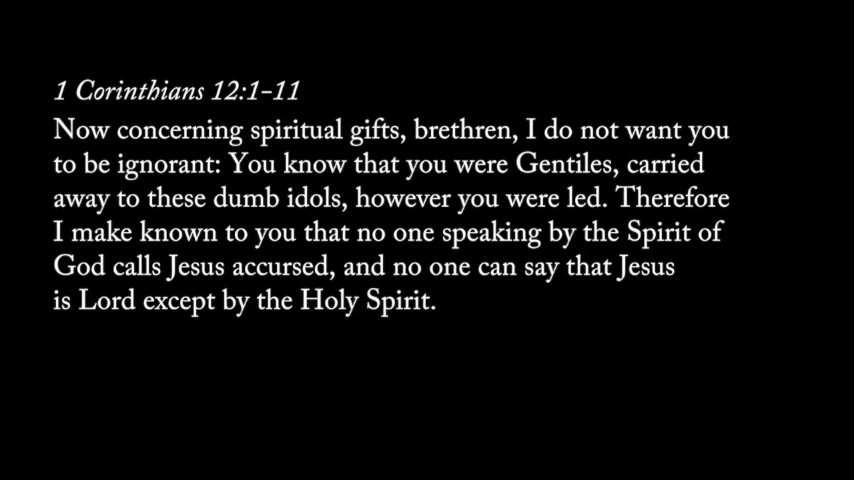 1 Corinthians 12:1-11
Now concerning spiritual gifts, brethren, I do not want you
to be ignorant: You know that you were Gentiles, carried
away to these dumb idols, however you were led. Therefore
I make known to you that no one speaking by the Spirit of
God calls Jesus accursed, and no one can say that Jesus
is Lord except by the Holy Spirit.